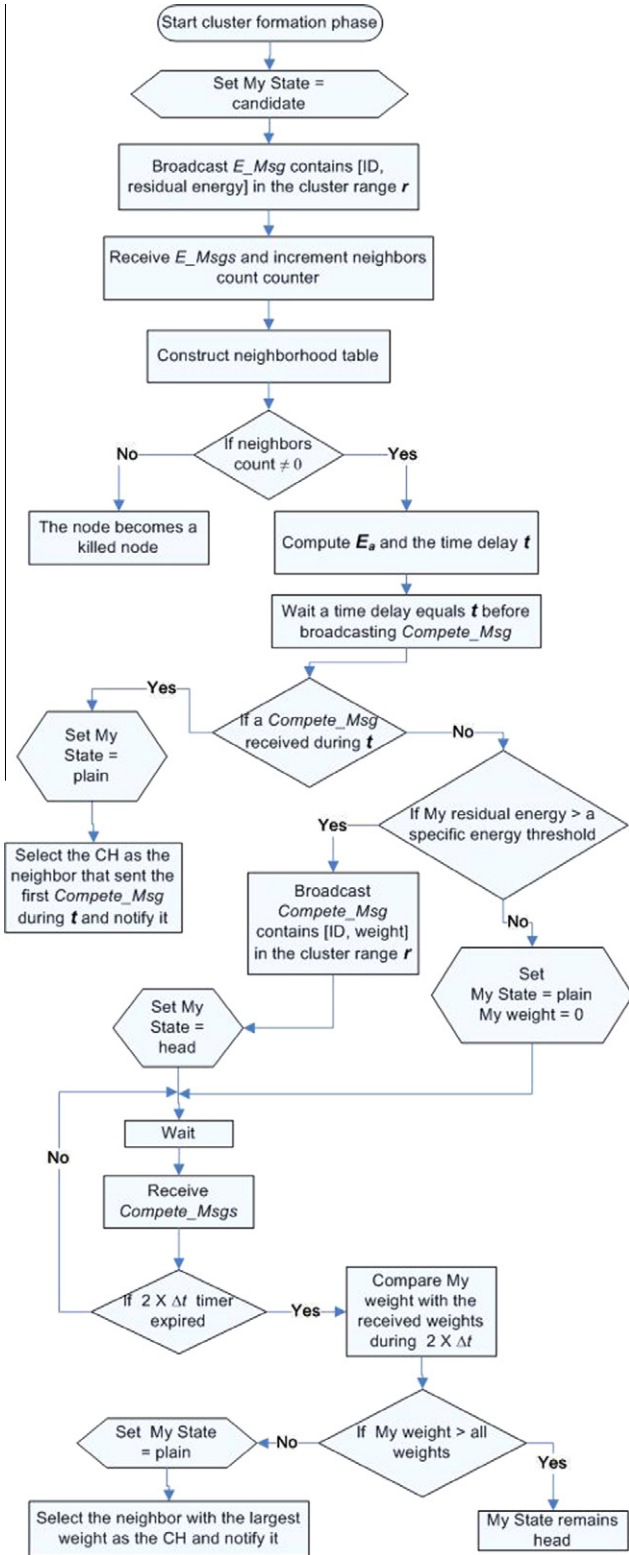 Start cluster formation phase
Set My State =
candidate
Broadcast E_Msg contains [ID,
residual energy] in the cluster range r
Receive E_Msgs and increment neighbors
count counter
Construct neighborhood table
If neighbors
count ≠ 0
No
Yes
The node becomes a
killed node
Compute Ea and the time delay t
Wait a time delay equals t before
broadcasting Compete_Msg
If a Compete_Msg
received during t
Yes
No
Set My
State =
plain
Select the CH as the
neighbor that sent the
first Compete_Msg
during t and notify it
If My residual energy > a
specific energy threshold
Yes
No
Broadcast
Compete_Msg
contains [ID, weight]
in the cluster range r
Set
My State = plain
My weight = 0
Set My
State =
head
Wait
Receive
Compete_Msgs
If 2 X Δt timer
expired
No
Yes
Compare My
weight with the
received weights
during 2 X Δt
If My weight > all
weights
No
Yes
Set My State
= plain
Select the neighbor with the largest
weight as the CH and notify it
My State remains
head